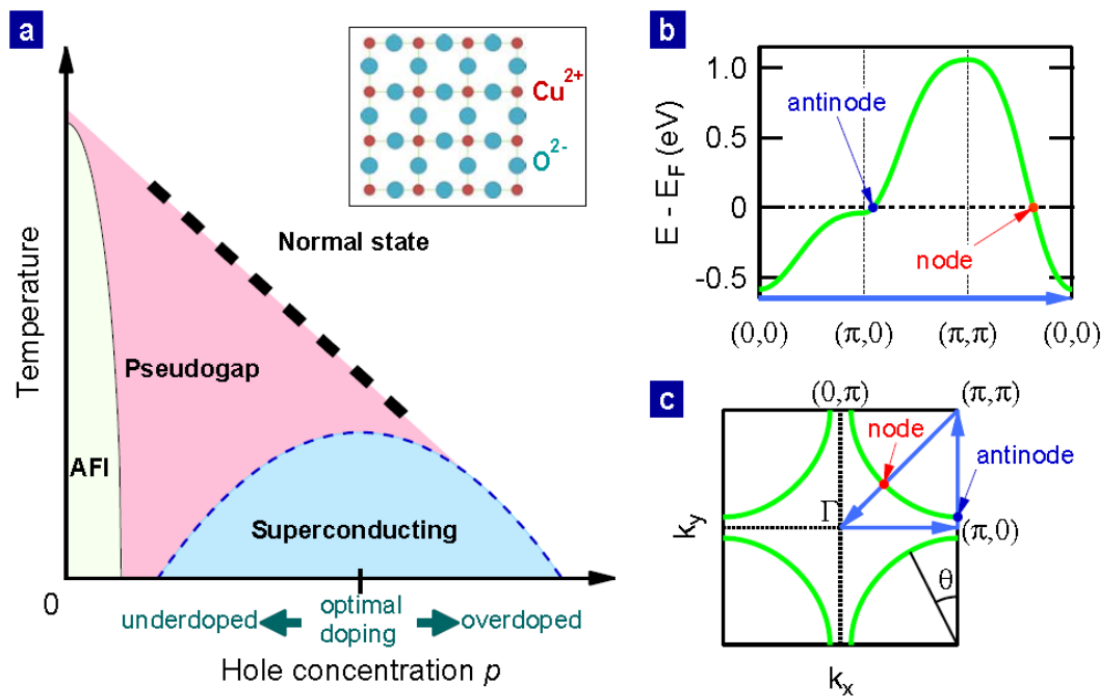 a
Temperature
Cu2+
O2-
Normal state
Pseudogap
AFI
Superconducting
0
underdoped
optimal
doping
overdoped
Hole concentration p
b
E - EF (eV)
1.0
0.5
0
-0.5
antinode
node
(0,0)
(π,0)
(π,π)
(0,0)
c
(0,π)
(π,π)
node
antinode
Γ
(π,0)
ky
θ
kx